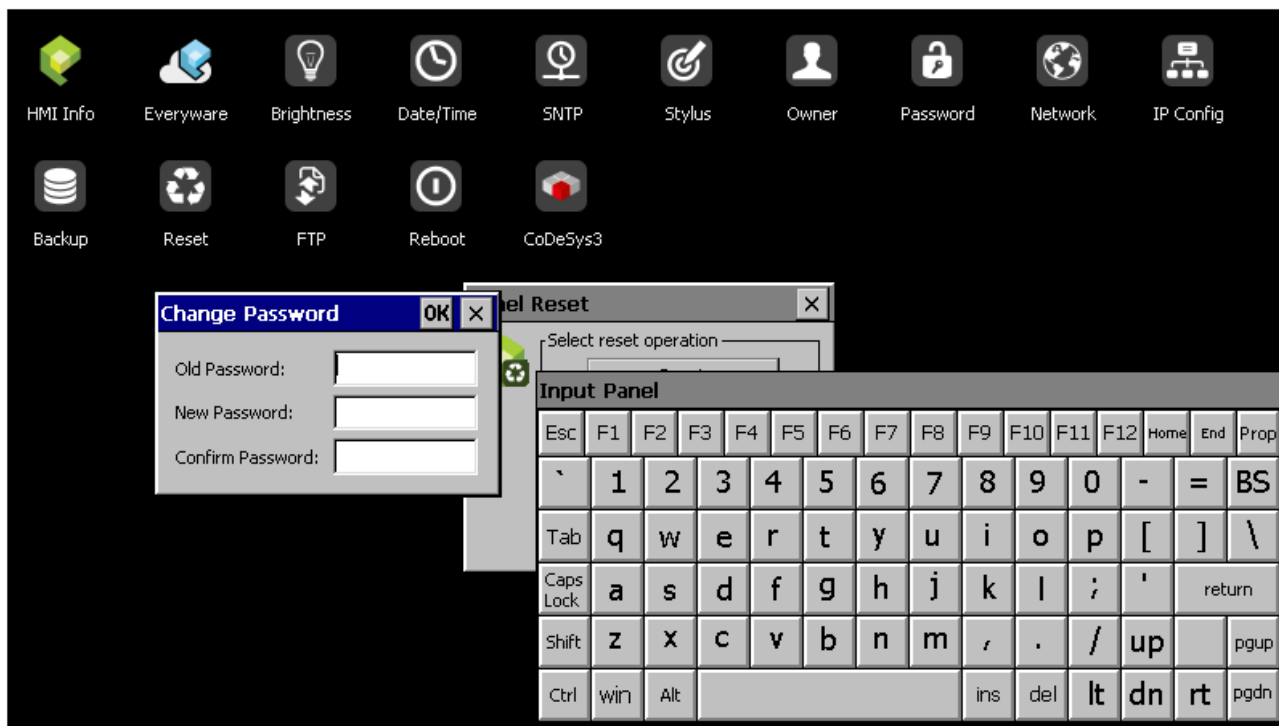 HMI Info Everyware Brightness Date/Time SNTP Stylus Owner Password Network IP Config
Backup Reset FTP Reboot CoDeSys3
Change Password OK ×
Old Password:
New Password:
Confirm Password:
Reset ×
Select reset operation
Input Panel
Esc F1 F2 F3 F4 F5 F6 F7 F8 F9 F10 F11 F12 Home End Prop
` 1 2 3 4 5 6 7 8 9 0 - = BS
Tab q w e r t y u i o p [ ] \
Caps Lock a s d f g h j k l ; ' return
Shift z x c v b n m , . / up pgup
Ctrl win Alt ins del lt dn rt pgdn